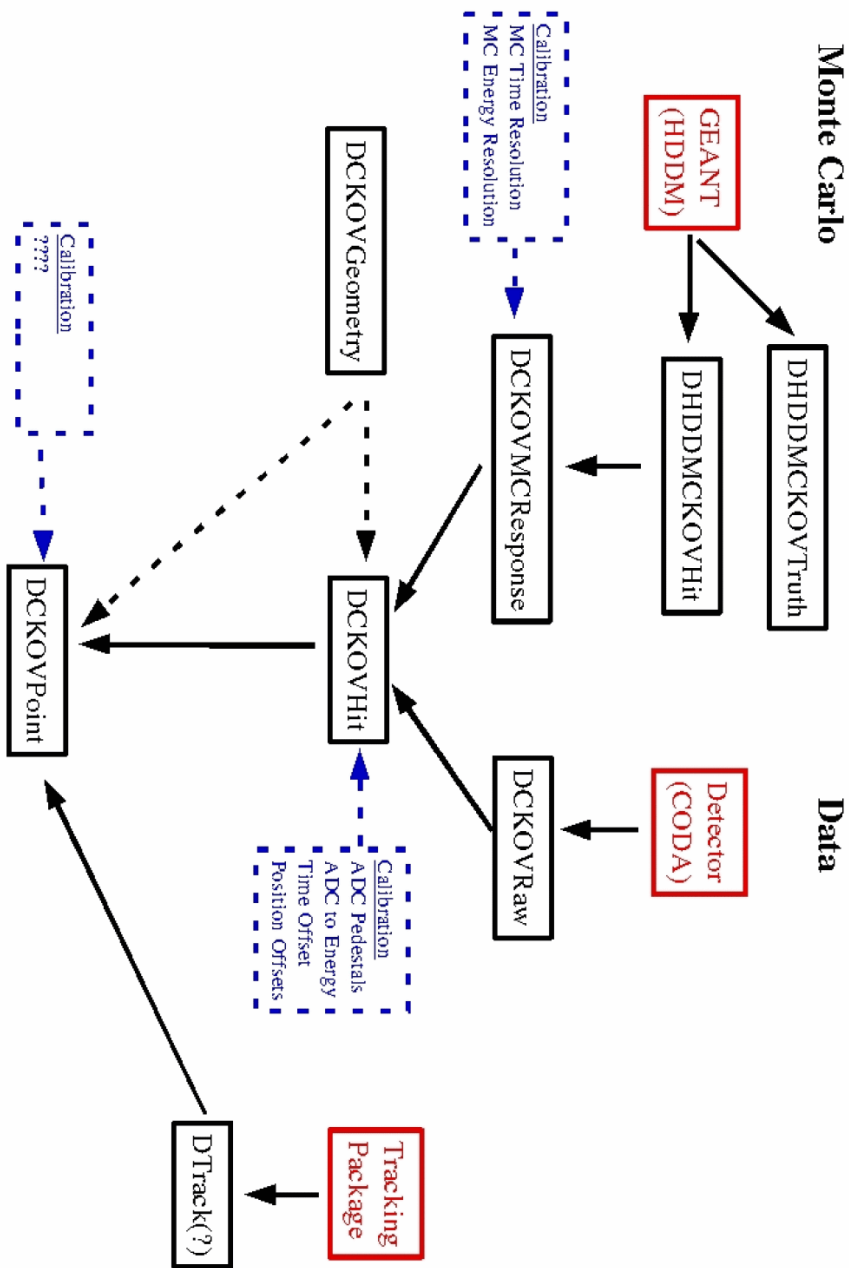 Monte Carlo
Data
GEANT
(HDDM)
Detector
(CODA)
DHDDMCKOVTruth
DHDDMCKOVHit
Calibration
MC Time Resolution
MC Energy Resolution
DCKOVMCResponse
DCKOVRaw
DCKOVGeometry
DCKOVHit
Calibration
ADC Pedestals
ADC to Energy
Time Offset
Position Offsets
Tracking
Package
Calibration
????
DCKOVPoint
DTrack(?)